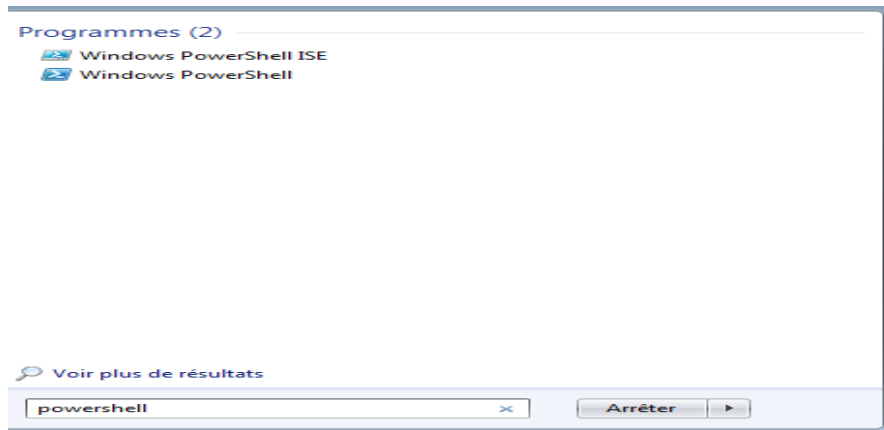 Programmes (2)
Windows PowerShell ISE
Windows PowerShell
Voir plus de résultats
powershell
Arrêter